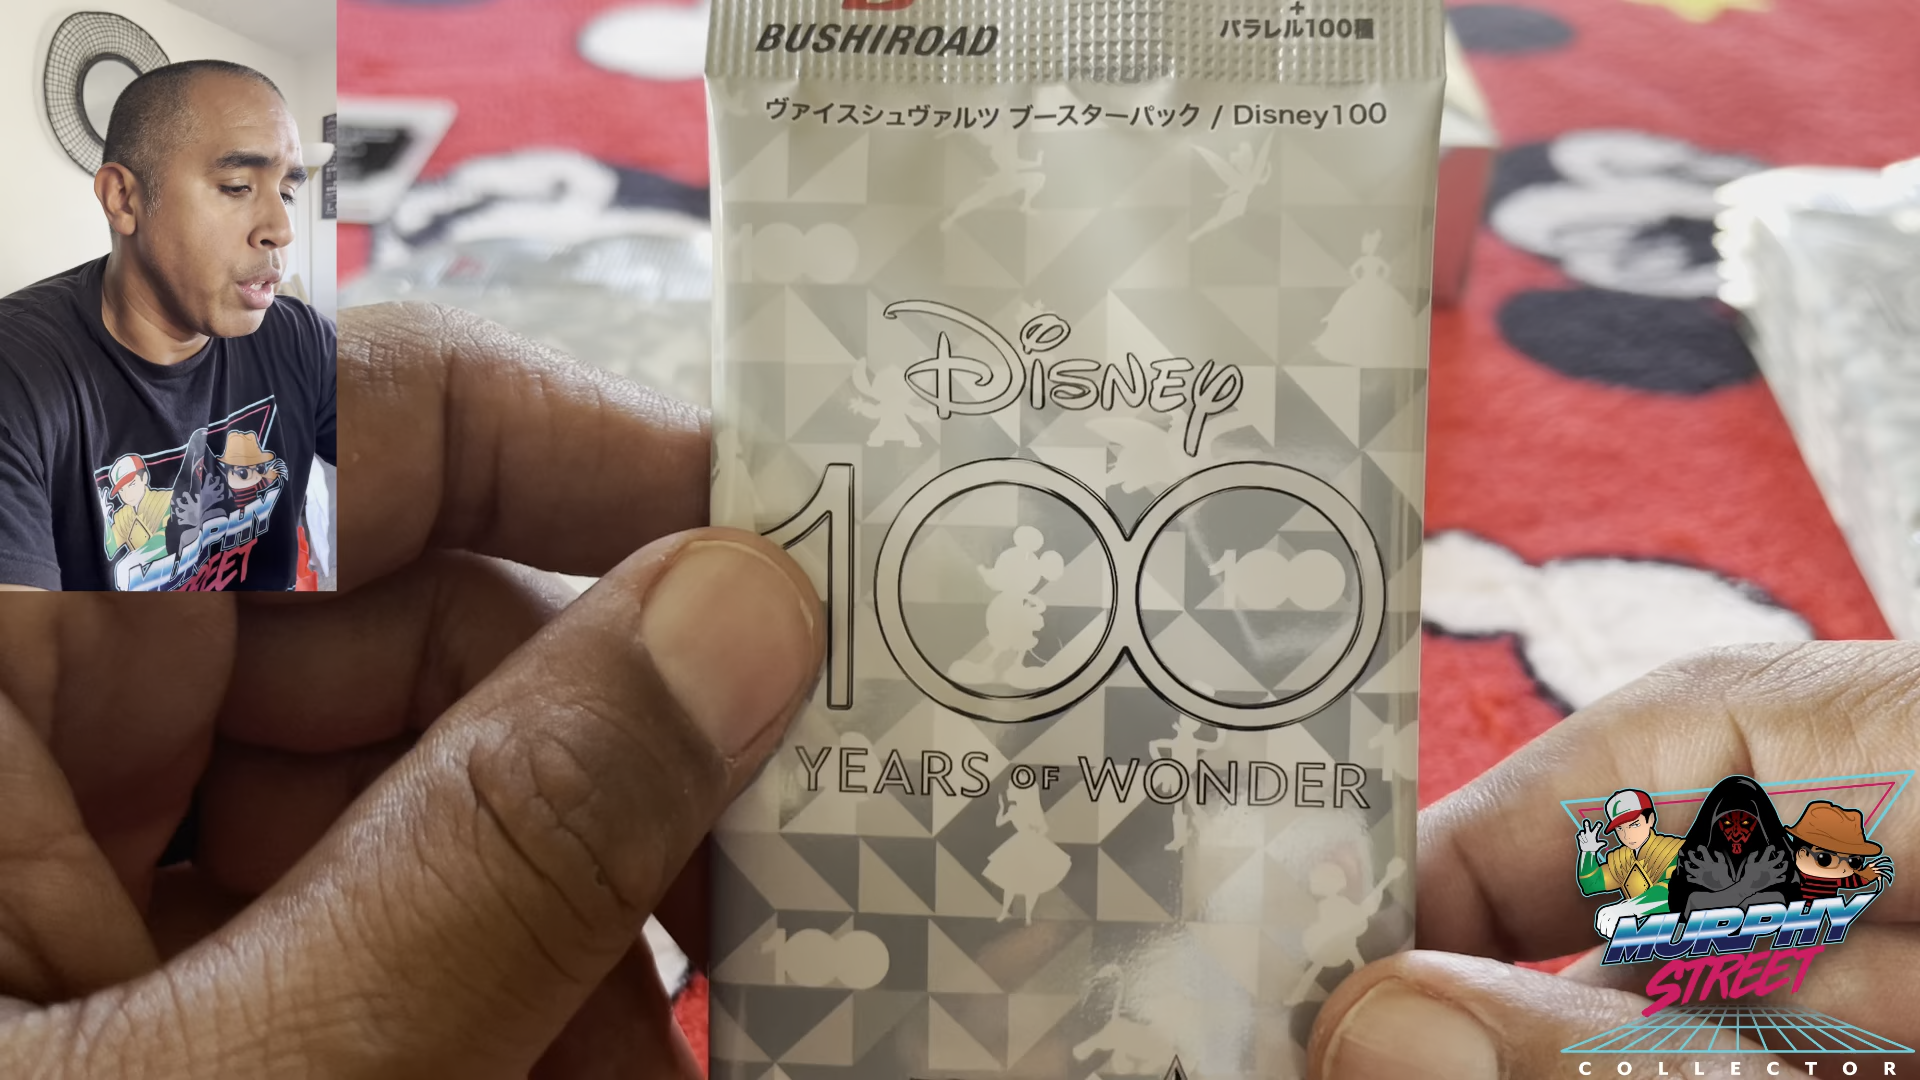 BUSHIROAD
+
パラレル100種
ヴァイスシュヴァルツ ブースターパック / Disney100
Disney
100
YEARS OF WONDER
100
100
100
MURPHY
STREET
MURPHY
STREET
COLLECTOR